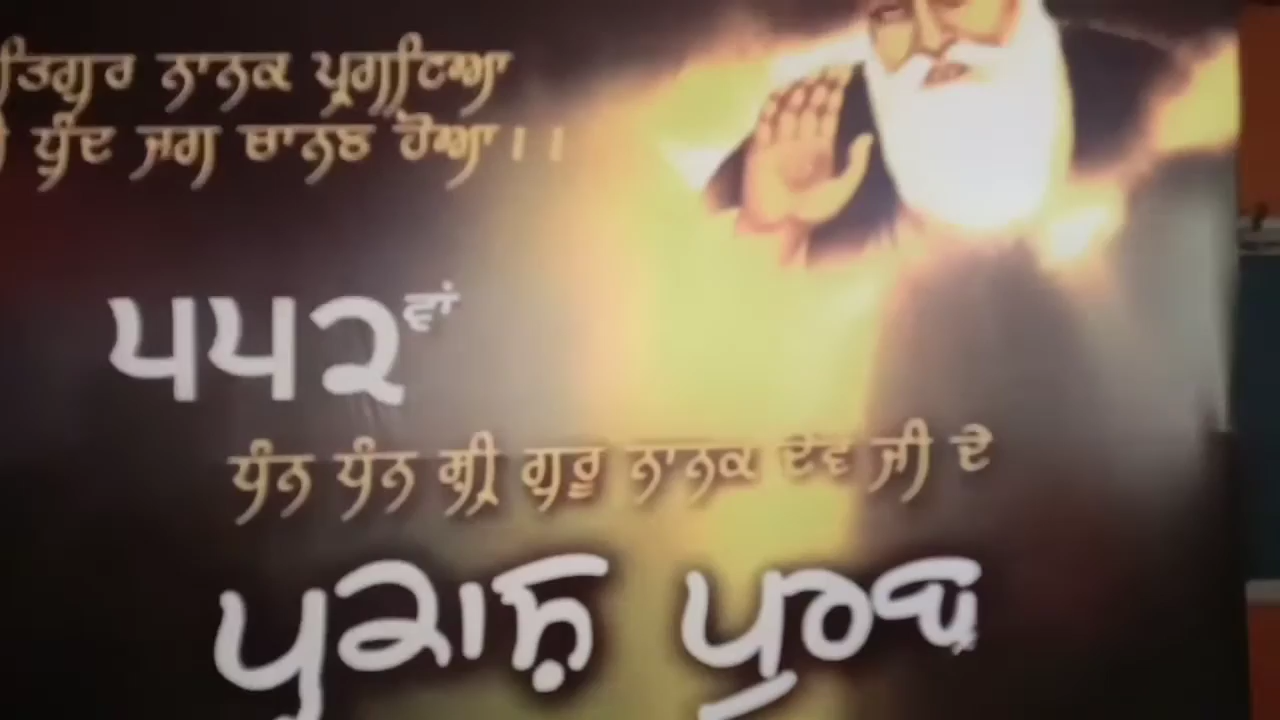 ਤਿਗੁਰ ਨਾਨਕ ਪ੍ਰਗਟਿਆ
ਧੁੰਦ ਜਗ ਚਾਨਣ ਹੋਆ।।
੫੫੨ਵਾਂ
ਧੰਨ ਧੰਨ ਸ਼੍ਰੀ ਗੁਰੂ ਨਾਨਕ ਦੇਵ ਜੀ ਦੇ
ਪ੍ਰਕਾਸ਼ ਪੁਰਬ